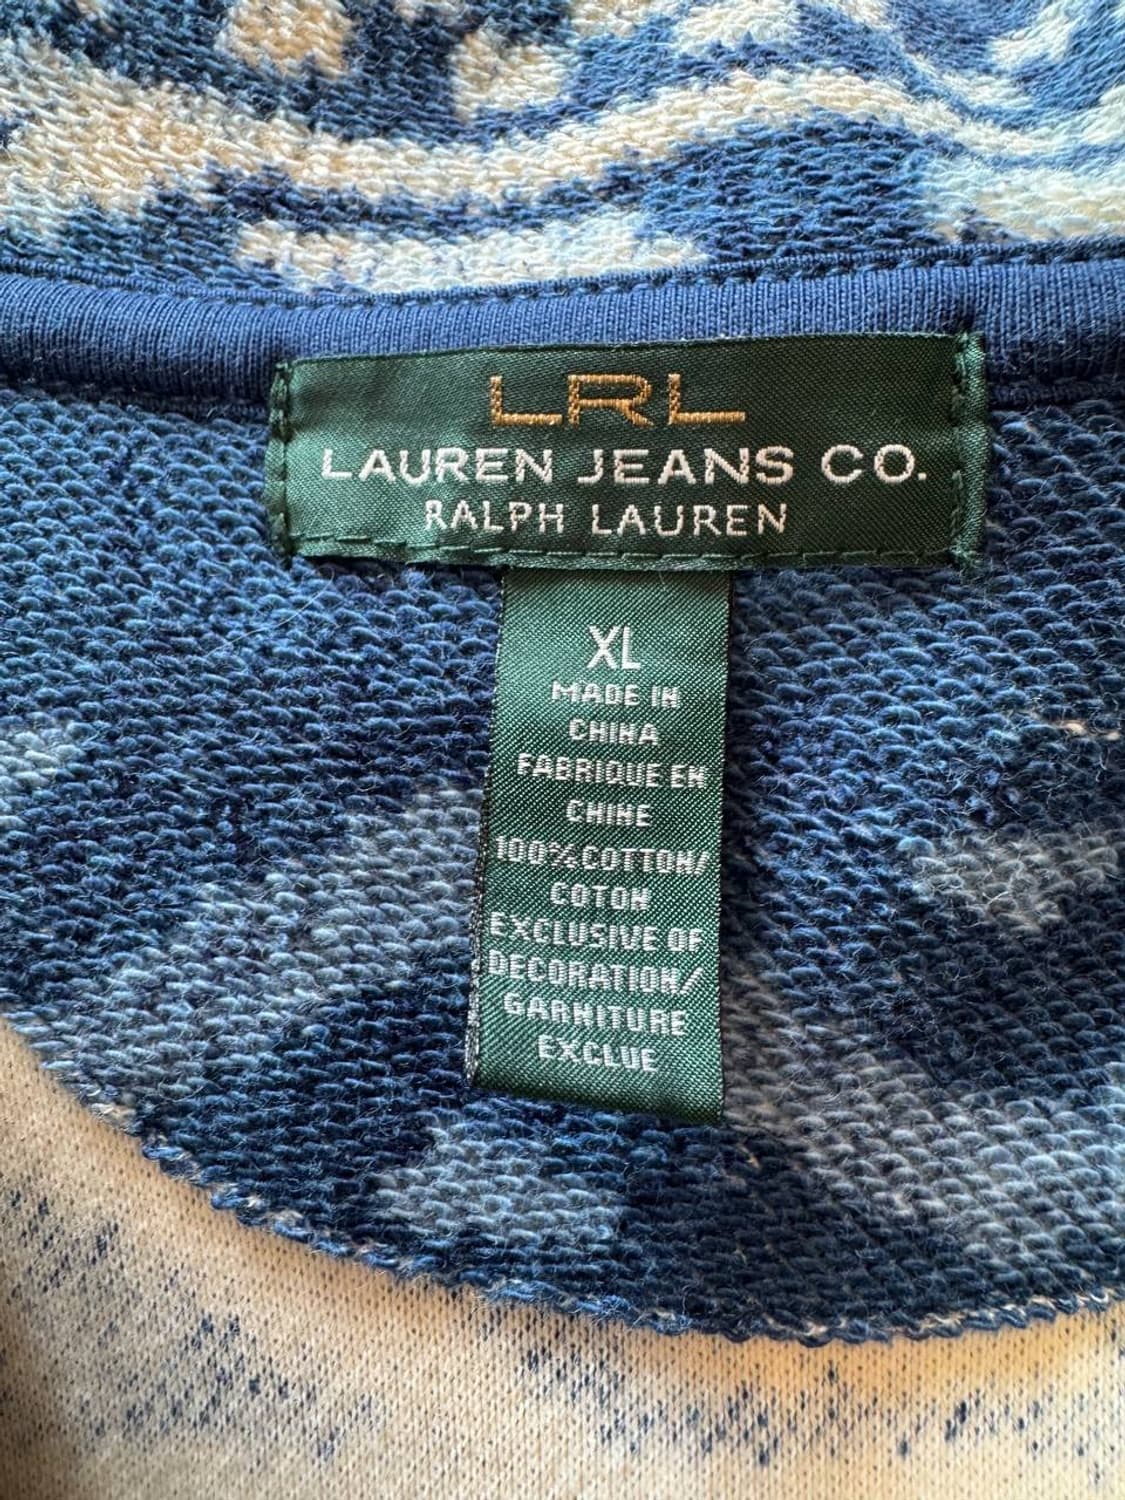 LRL
LAUREN JEANS CO.
RALPH LAUREN
XL
MADE IN
CHINA
FABRIQUE EN
CHINE
100% COTTON/
COTON
EXCLUSIVE OF
DECORATION/
GARNITURE
EXCLUE